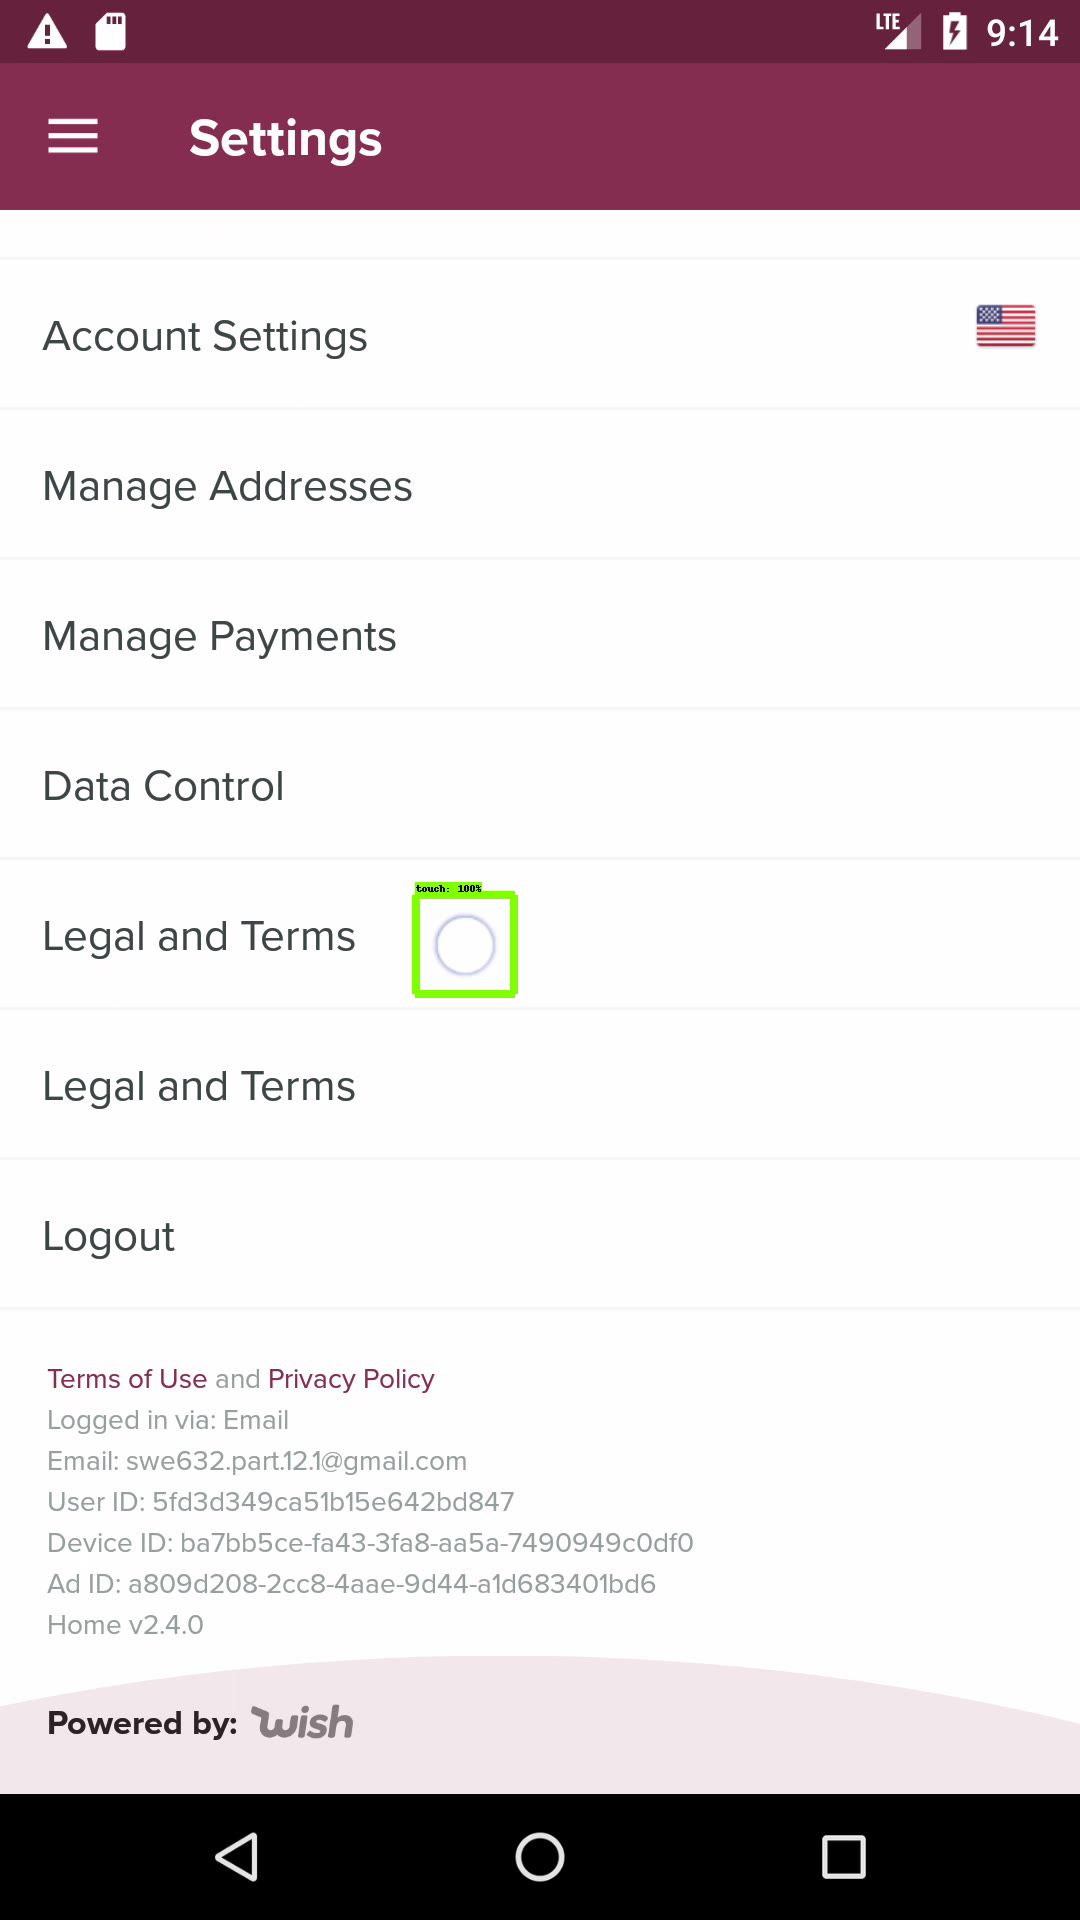 LTE 9:14
Settings
Account Settings
Manage Addresses
Manage Payments
Data Control
touch: 100%
Legal and Terms
Legal and Terms
Logout
Terms of Use and Privacy Policy
Logged in via: Email
Email: swe632.part.12.1@gmail.com
User ID: 5fd3d349ca51b15e642bd847
Device ID: ba7bb5ce-fa43-3fa8-aa5a-7490949c0df0
Ad ID: a809d208-2cc8-4aae-9d44-a1d683401bd6
Home v2.4.0
Powered by: wish